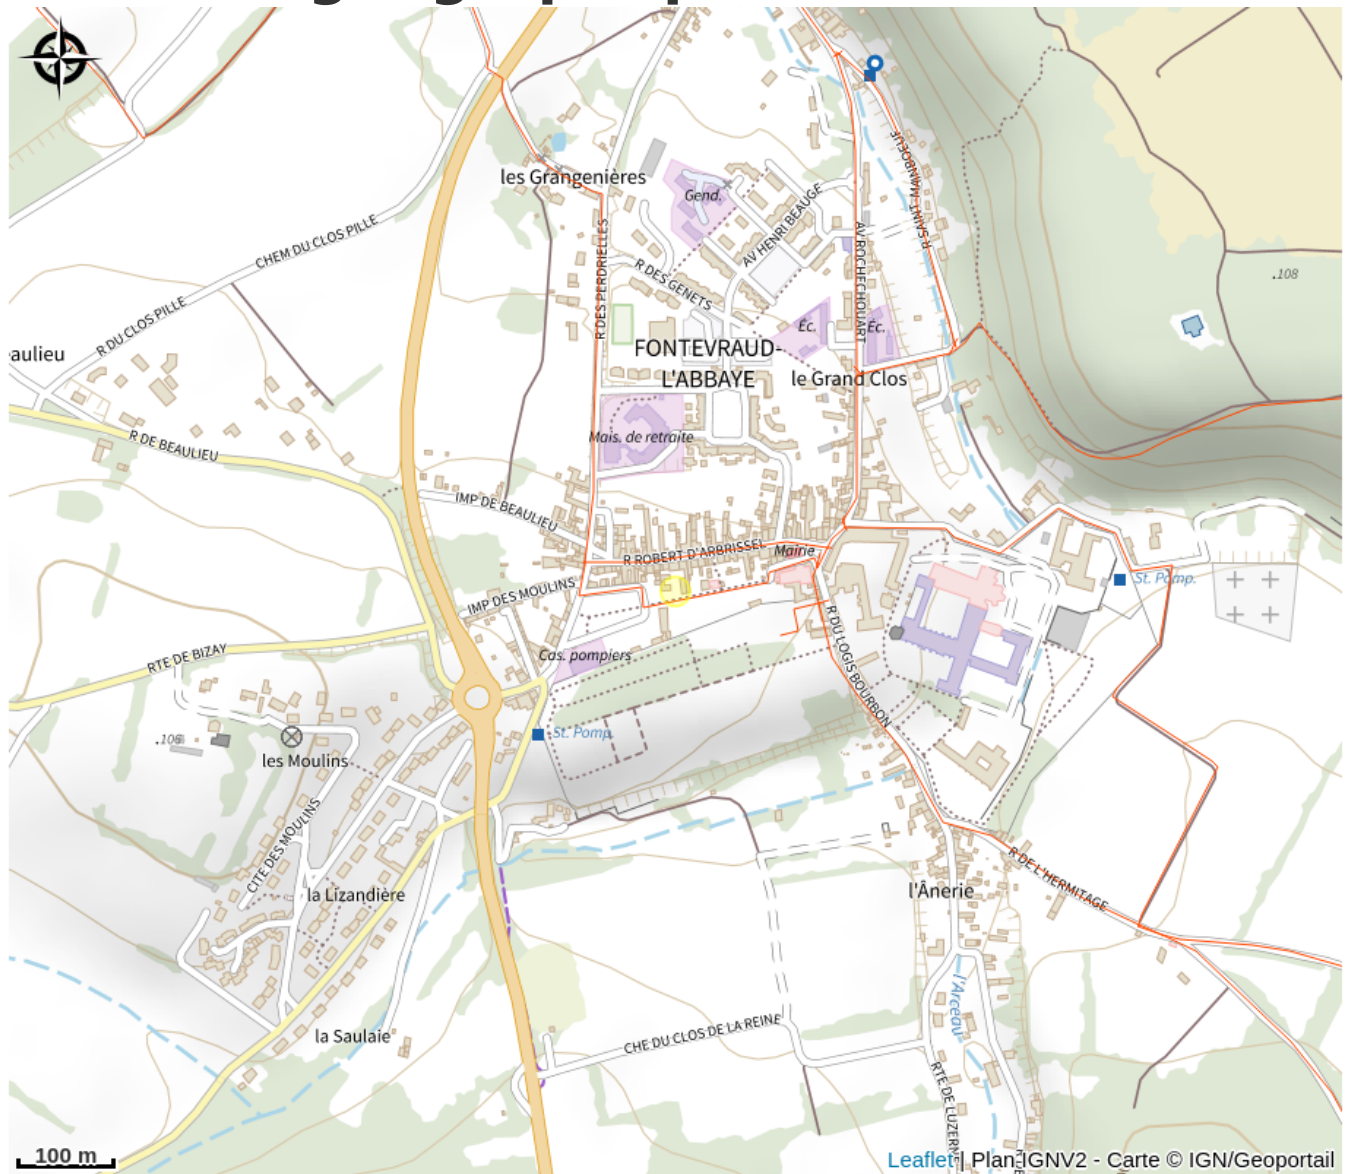 les Grangenières
Gend.
R SAINT MAINBOEUF
CHEM DU CLOS PILLE
R DES PERDRIELLES
AV HENRI BEAUGE
AV ROCHECHOUART
R DES GENETS
.108
R DU CLOS PILLE
Éc.
Éc.
eaulieu
FONTEVRAUD-
L'ABBAYE
le Grand Clos
R DE BEAULIEU
Mais. de retraite
IMP DE BEAULIEU
R ROBERT D'ARBRISSEL
Mairie
St. Pomp.
IMP DES MOULINS
RTE DE BIZAY
Cas. pompiers
R DU LOGIS BOURBON
.106
St. Pomp.
les Moulins
CITE DES MOULINS
la Lizandière
l'Ânerie
R DE L'HERMITAGE
l'Arceau
la Saulaie
CHE DU CLOS DE LA REINE
RTE DE LUZERN
100 m
Leaflet | Plan IGNV2 - Carte © IGN/Geoportail